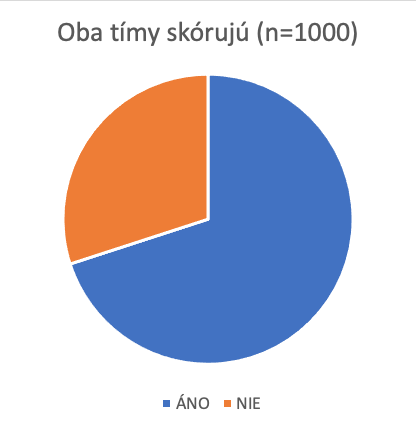 Oba tímy skórujú (n=1000)
ÁNO NIE